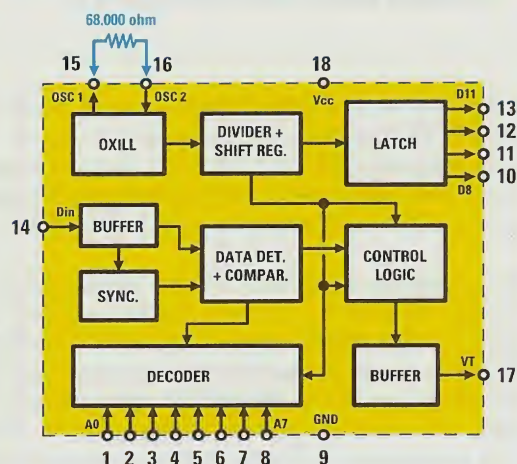 68.000 ohm
15 16 18
OSC 1 OSC 2 Vcc D11
OXILL
DIVIDER +
SHIFT REG.
LATCH
13
12
11
10
D8
14 Din
BUFFER
SYNC.
DATA DET.
+ COMPAR.
CONTROL
LOGIC
DECODER
BUFFER
VT
17
A0 A7 GND
1 2 3 4 5 6 7 8 9